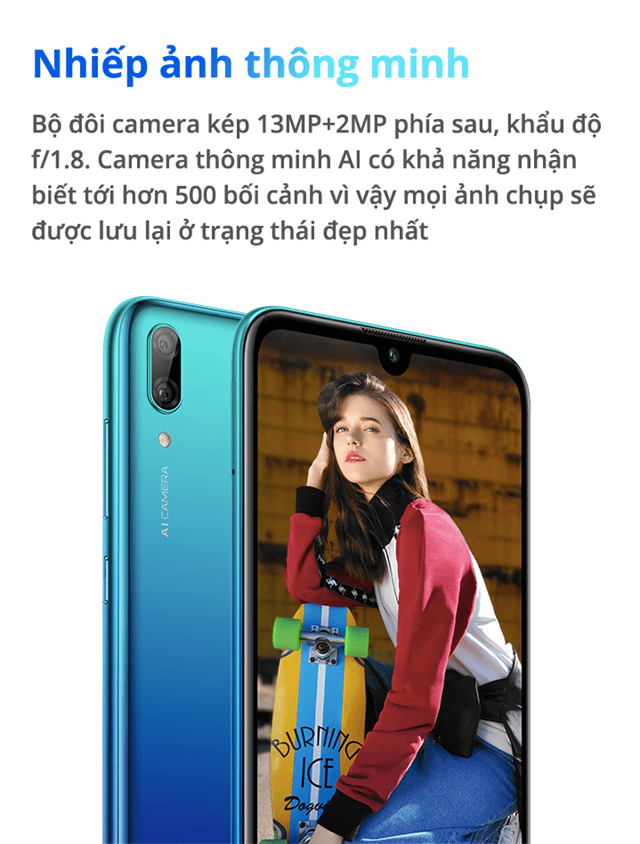 Nhiếp ảnh thông minh
Bộ đôi camera kép 13MP+2MP phía sau, khẩu độ
f/1.8. Camera thông minh AI có khả năng nhận
biết tới hơn 500 bối cảnh vì vậy mọi ảnh chụp sẽ
được lưu lại ở trạng thái đẹp nhất
AI CAMERA
BURNING
ICE